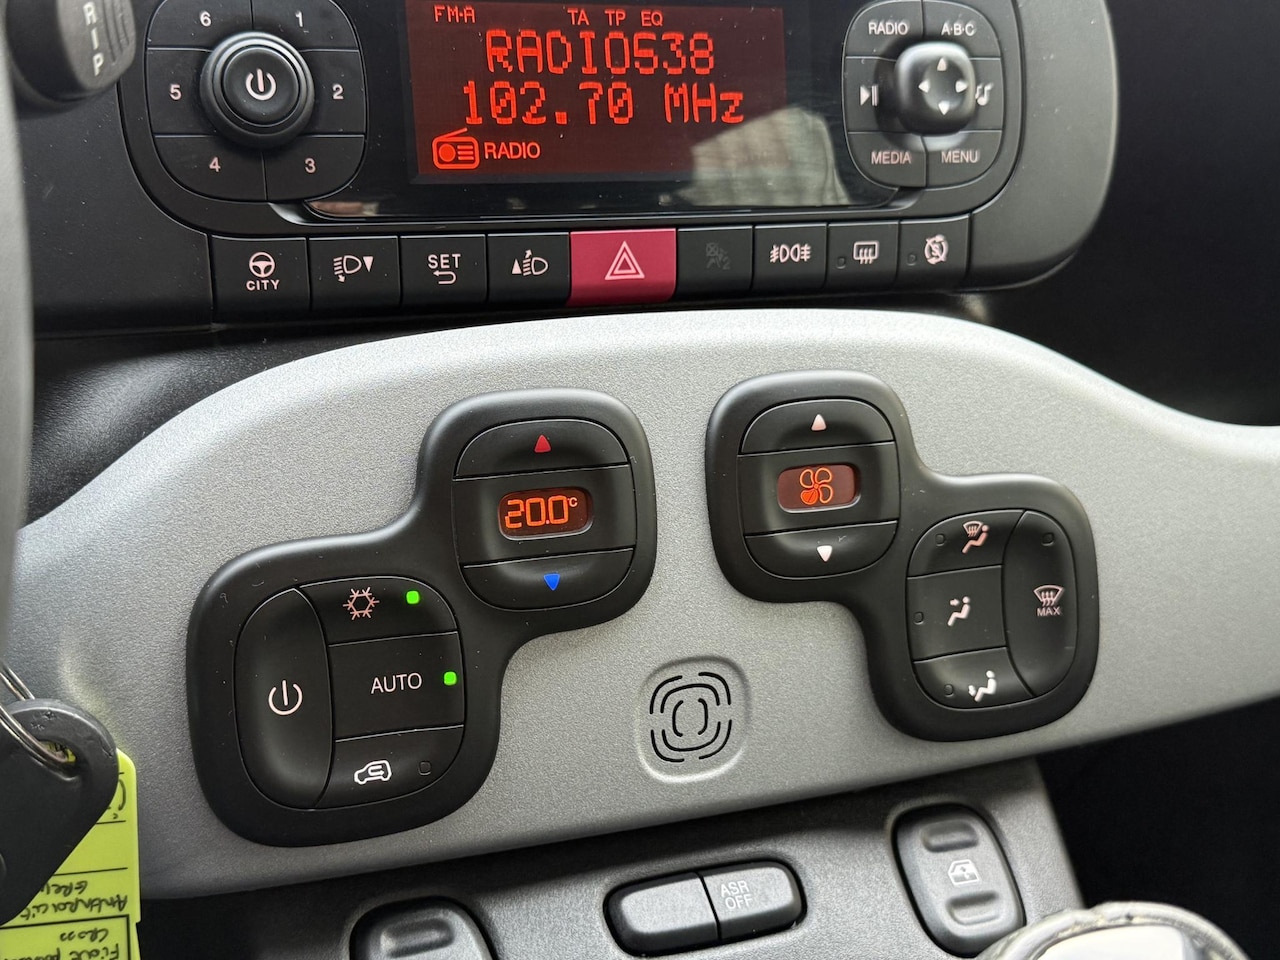 R
I
P
FM·A TA TP EQ
RADIO538
102.70 MHz
RADIO
6 1
5 2
4 3
RADIO A·B·C
MEDIA MENU
CITY
SET
20.0°C
AUTO
MAX
ASR
OFF